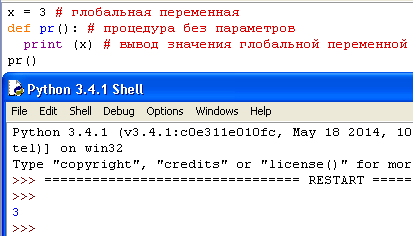 x = 3 # глобальная переменная
def pr(): # процедура без параметров
print (x) # вывод значения глобальной переменной
pr()
Python 3.4.1 Shell
File Edit Shell Debug Options Windows Help
Python 3.4.1 (v3.4.1:c0e311e010fc, May 18 2014, 10
tel)] on win32
Type "copyright", "credits" or "license()" for mor
>>> ================================ RESTART =====
>>>
3
>>>